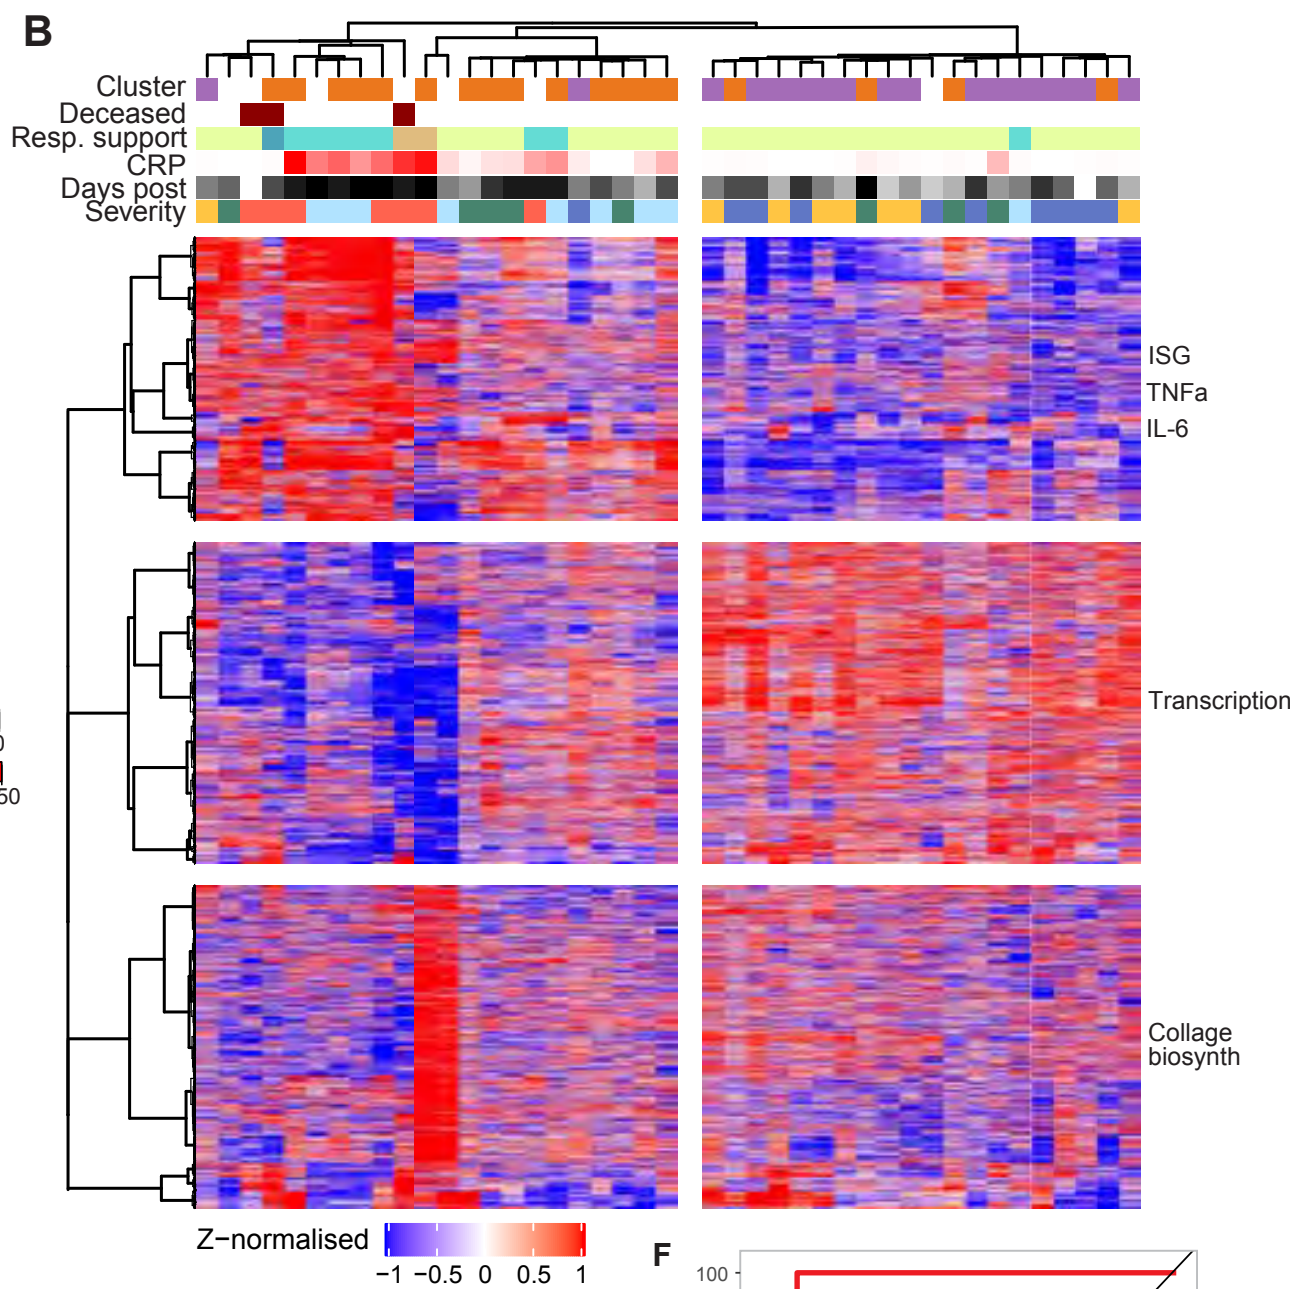 B
Cluster
Deceased
Resp. support
CRP
Days post
Severity
ISG
TNFa
IL-6
Transcription
0
50
Collage
biosynth
Z−normalised
−1 −0.5 0 0.5 1
F
100